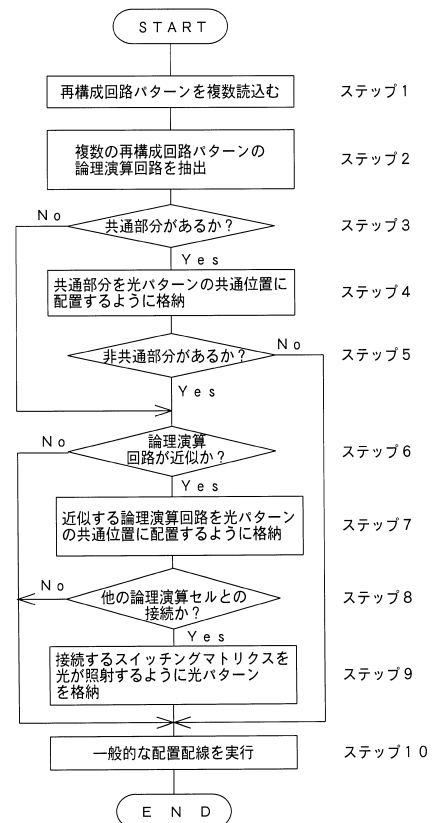 START
再構成回路パターンを複数読込む
ステップ1
複数の再構成回路パターンの
論理演算回路を抽出
ステップ2
No
共通部分があるか？
ステップ3
Yes
共通部分を光パターンの共通位置に
配置するように格納
ステップ4
非共通部分があるか？
No
ステップ5
Yes
No
論理演算
回路が近似か？
ステップ6
Yes
近似する論理演算回路を光パターン
の共通位置に配置するように格納
ステップ7
No
他の論理演算セルとの
接続か？
ステップ8
Yes
接続するスイッチングマトリクスを
光が照射するように光パターン
を格納
ステップ9
一般的な配置配線を実行
ステップ10
END